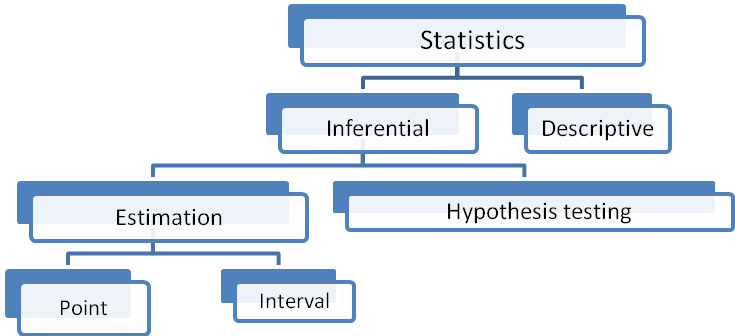 Statistics
Inferential
Descriptive
Estimation
Hypothesis testing
Point
Interval